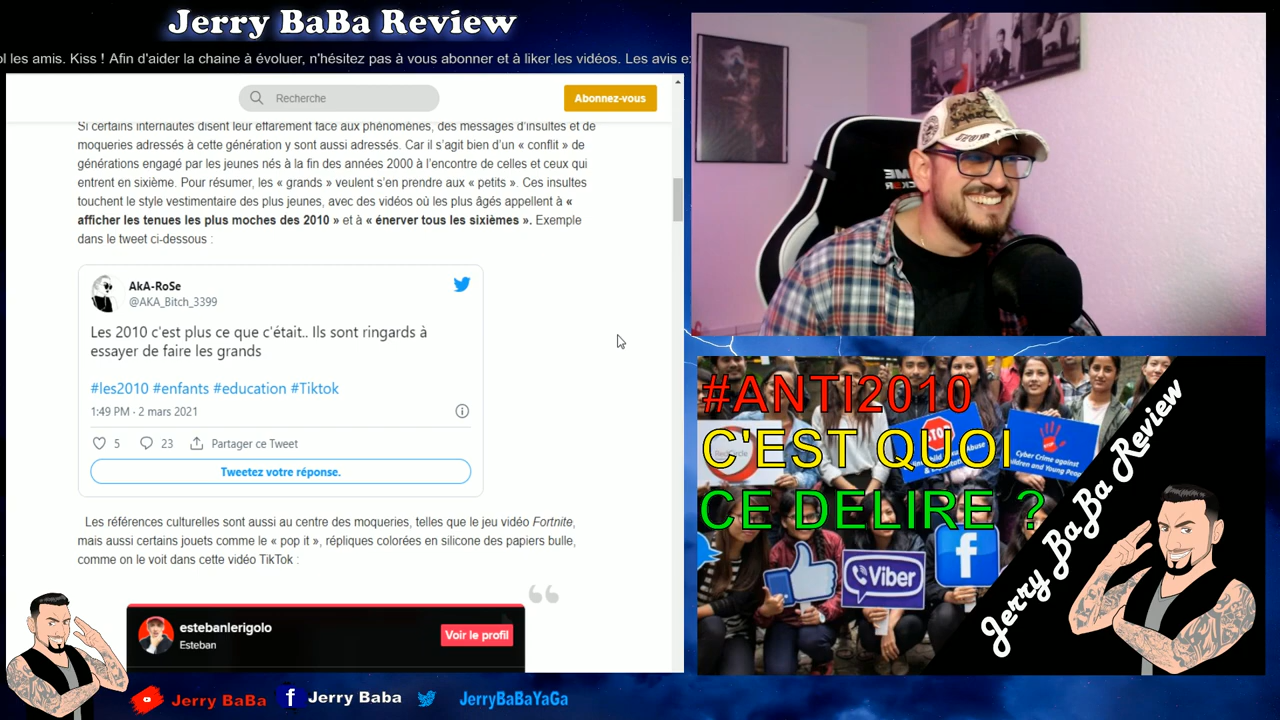 Jerry BaBa Review
les amis. Kiss ! Afin d'aider la chaine à évoluer, n'hésitez pas à vous abonner et à liker les vidéos. Les avis
Recherche
Abonnez-vous
Si certains internautes disent leur effarement face aux phénomènes, des messages d'insultes et de
moqueries adressés à cette génération y sont aussi adressés. Car il s'agit bien d'un « conflit » de
générations engagé par les jeunes nés à la fin des années 2000 à l'encontre de celles et ceux qui
entrent en sixième. Pour résumer, les « grands » veulent s'en prendre aux « petits ». Ces insultes
touchent le style vestimentaire des plus jeunes, avec des vidéos où les plus âgés appellent à «
afficher les tenues les plus moches des 2010 » et à « énerver tous les sixièmes ». Exemple
dans le tweet ci-dessous :
AkA-RoSe
@AKA_Bitch_3399
Les 2010 c'est plus ce que c'était.. Ils sont ringards à
essayer de faire les grands
#les2010 #enfants #education #Tiktok
1:49 PM · 2 mars 2021
5 23 Partager ce Tweet
Tweetez votre réponse.
Les références culturelles sont aussi au centre des moqueries, telles que le jeu vidéo Fortnite,
mais aussi certains jouets comme le « pop it », répliques colorées en silicone des papiers bulle,
comme on le voit dans cette vidéo TikTok :
estebanlerigolo
Esteban
Voir le profil
Jerry BaBa
Jerry Baba
JerryBaBaYaGa
#ANTI2010
C'EST QUOI
CE DELIRE ?
STOP
Cyber Crime against
Children and Young
Viber
Jerry BaBa Review